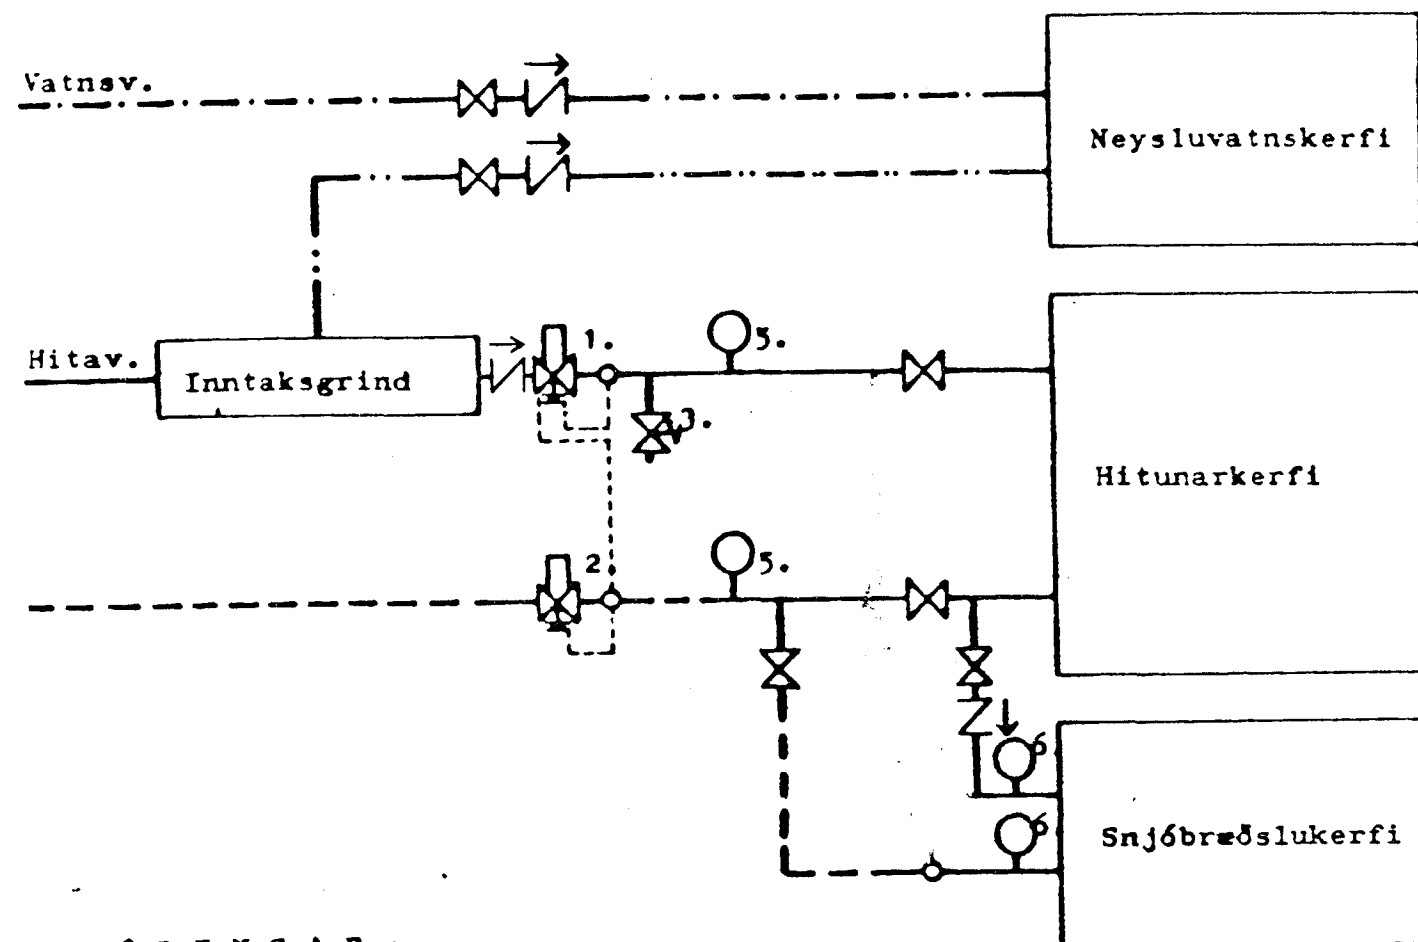 Vatnsv.
Neysluvatnskerfi
Hitav.
Inntaksgrind
1.
5.
3.
Hitunarkerfi
2
5.
6
6
Snjóbræðslukerfi